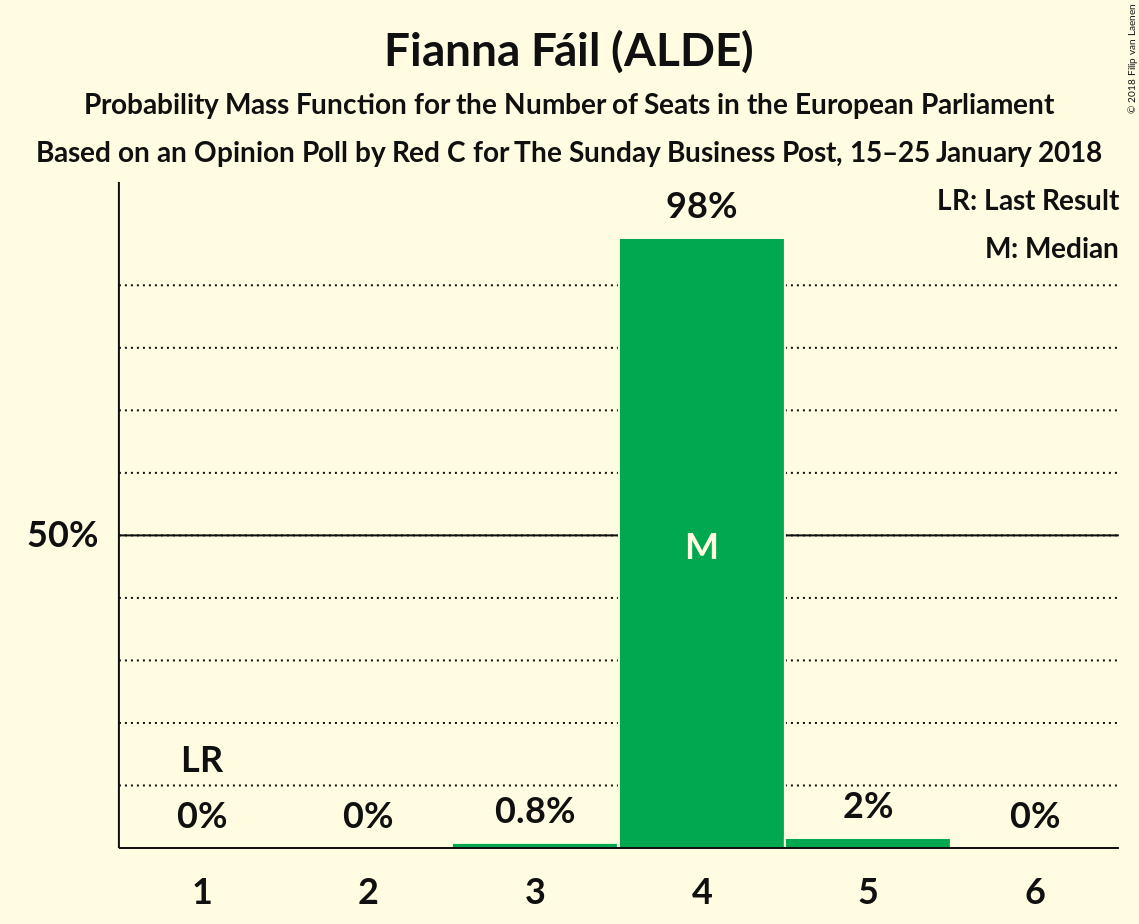 Fianna Fáil (ALDE)
Probability Mass Function for the Number of Seats in the European Parliament
Based on an Opinion Poll by Red C for The Sunday Business Post, 15–25 January 2018
© 2018 Filip van Laenen
LR: Last Result
M: Median
98%
50%
M
LR
0%
0%
0.8%
2%
0%
1
2
3
4
5
6